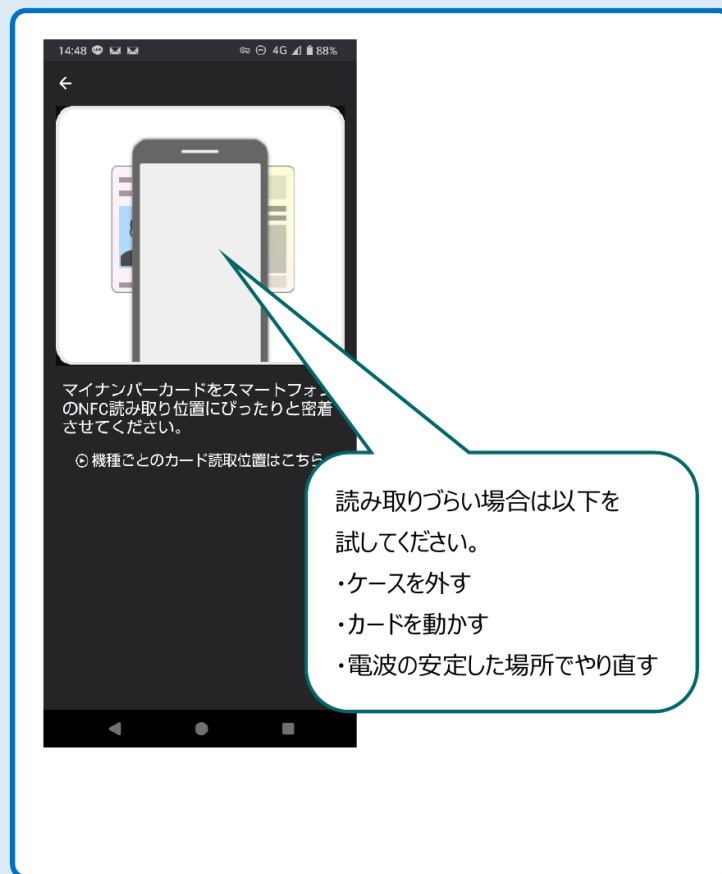 14:48 4G 88%
マイナンバーカードをスマートフォ
のNFC読み取り位置にぴったりと密着
させてください。
機種ごとのカード読取位置はこちら
読み取りづらい場合は以下を
試してください。
・ケースを外す
・カードを動かす
・電波の安定した場所でやり直す